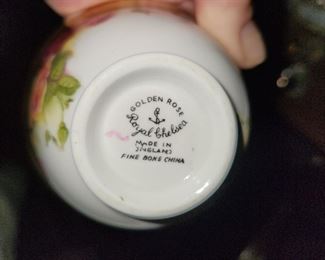 GOLDEN ROSE
Royal Chelsea
MADE IN
ENGLAND
FINE BONE CHINA